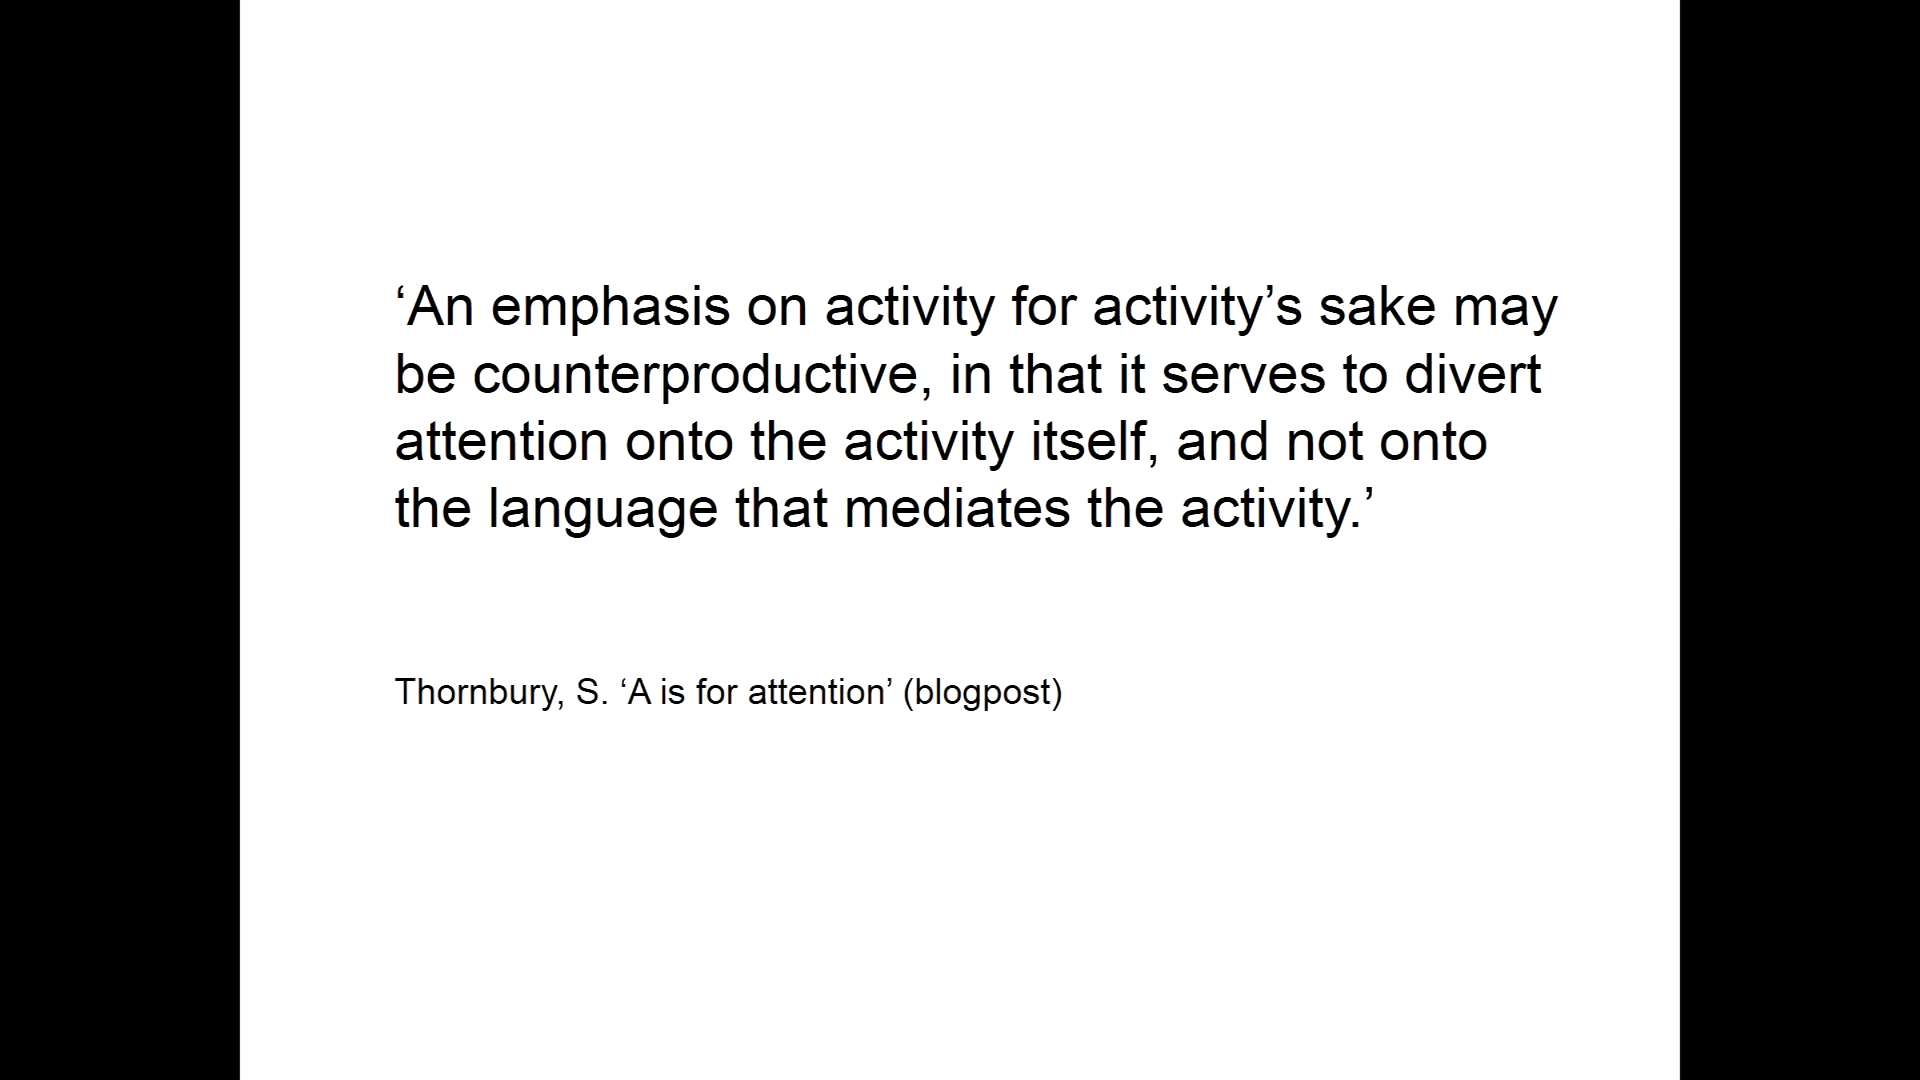 ‘An emphasis on activity for activity’s sake may
be counterproductive, in that it serves to divert
attention onto the activity itself, and not onto
the language that mediates the activity.’
Thornbury, S. ‘A is for attention’ (blogpost)